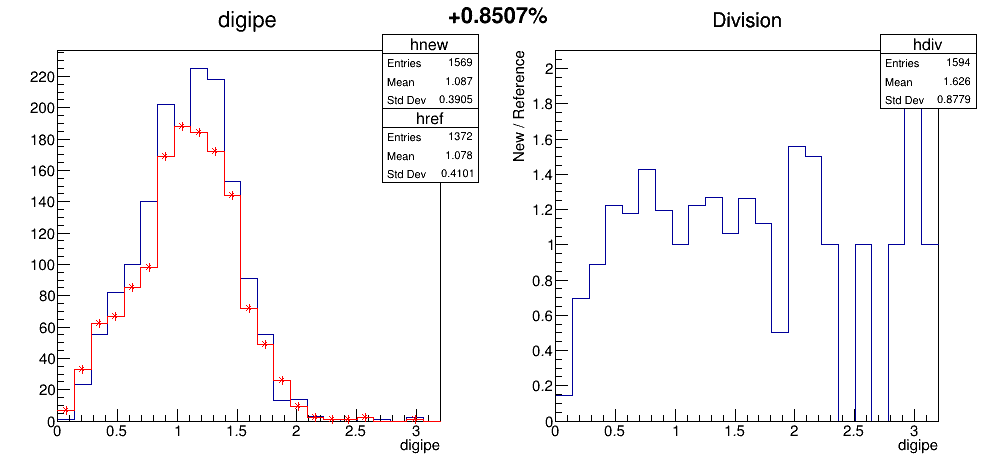 +0.8507%
digipe
hnew
Entries 1569
Mean 1.087
Std Dev 0.3905
href
Entries 1372
Mean 1.078
Std Dev 0.4101
220
200
180
160
140
120
100
80
60
40
20
0
0 0.5 1 1.5 2 2.5 3
digipe
Division
hdiv
Entries 1594
Mean 1.626
Std Dev 0.8779
New / Reference
2
1.8
1.6
1.4
1.2
1
0.8
0.6
0.4
0.2
0
0 0.5 1 1.5 2 2.5 3
digipe